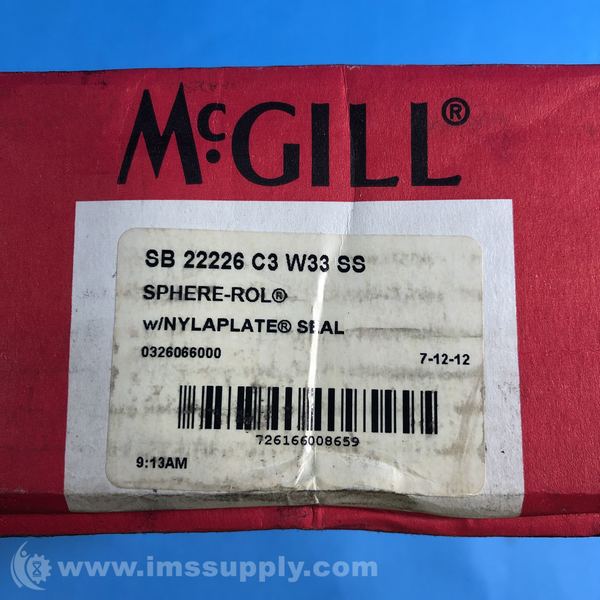 McGILL®
SB 22226 C3 W33 SS
SPHERE-ROL®
w/NYLAPLATE® SEAL
0326066000 7-12-12
726166008659
9:13AM
www.imssupply.com